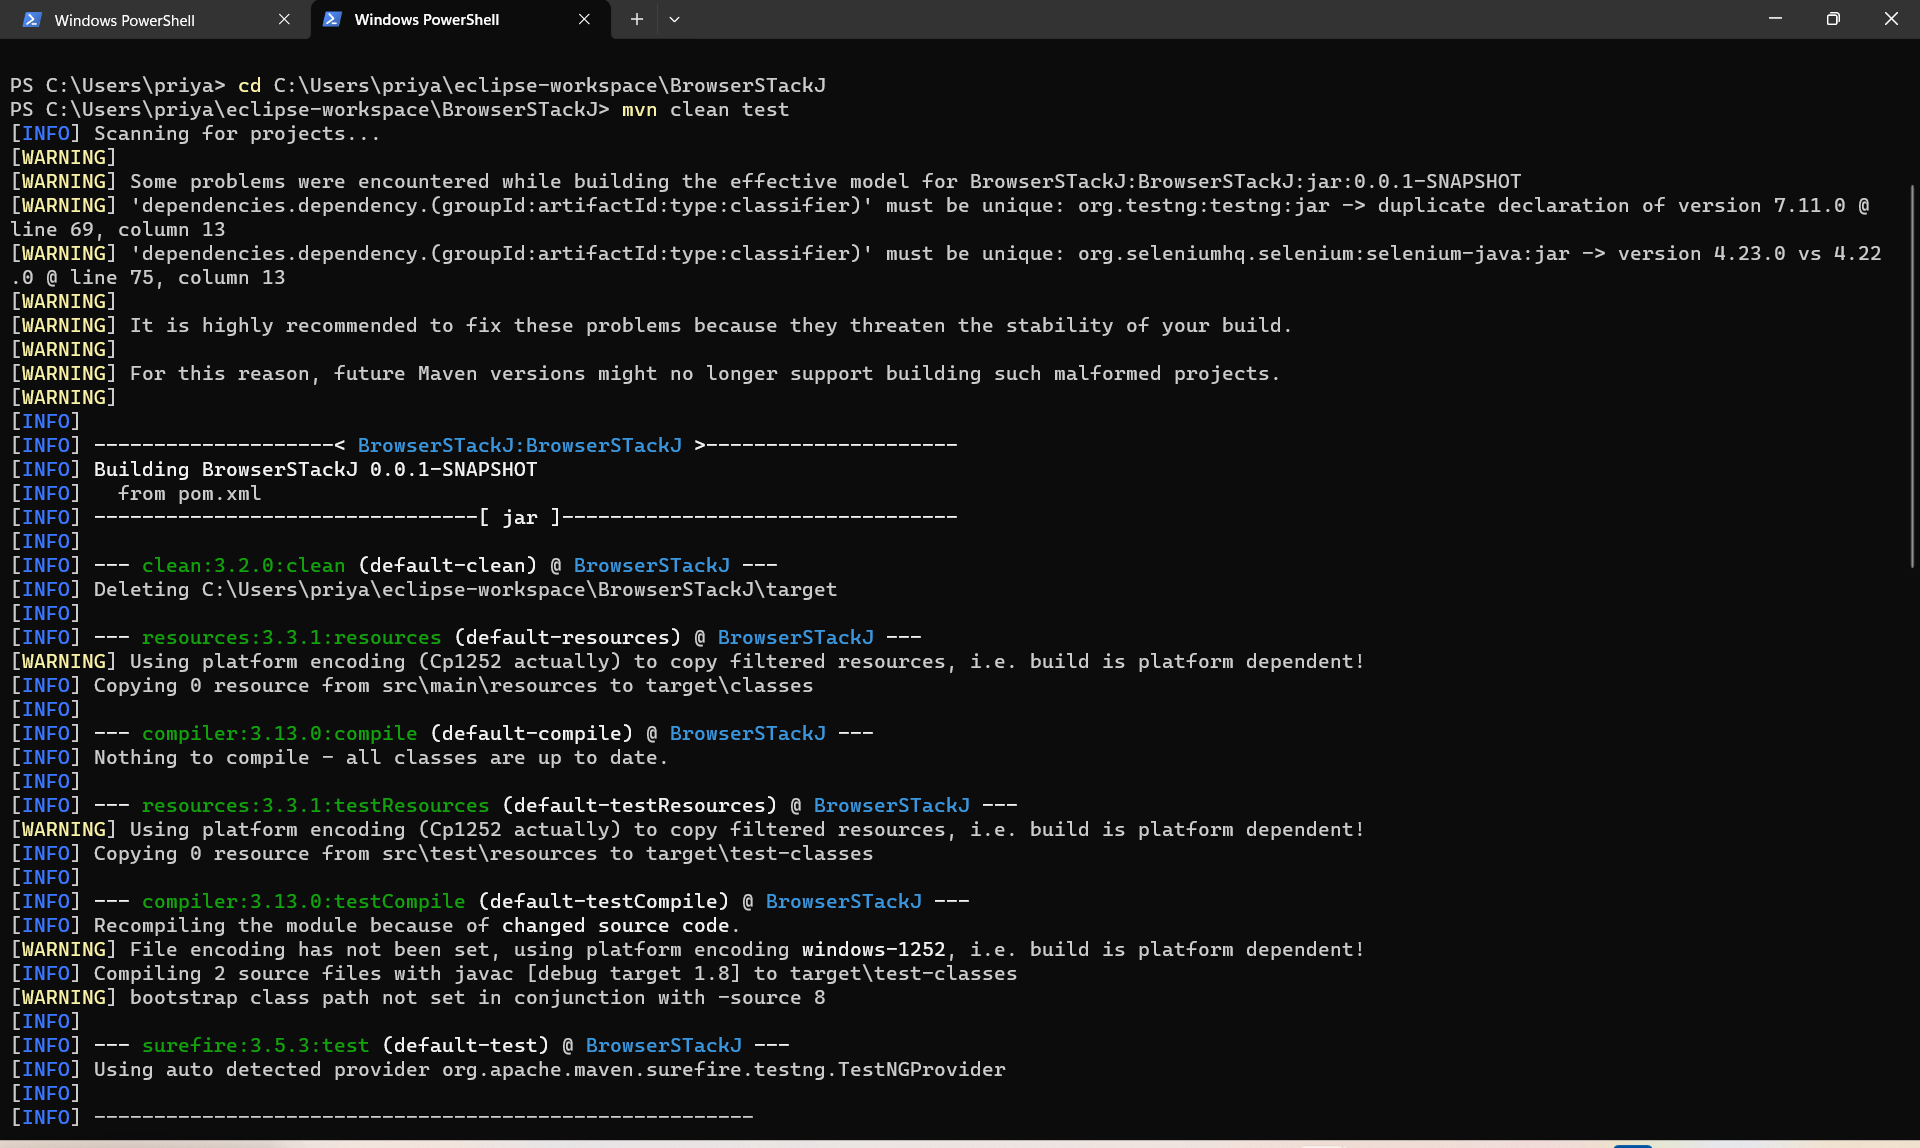 Windows PowerShell
Windows PowerShell
PS C:\Users\priya> cd C:\Users\priya\eclipse-workspace\BrowserSTackJ
PS C:\Users\priya\eclipse-workspace\BrowserSTackJ> mvn clean test
[INFO] Scanning for projects...
[WARNING]
[WARNING] Some problems were encountered while building the effective model for BrowserSTackJ:BrowserSTackJ:jar:0.0.1-SNAPSHOT
[WARNING] 'dependencies.dependency.(groupId:artifactId:type:classifier)' must be unique: org.testng:testng:jar -> duplicate declaration of version 7.11.0 @
line 69, column 13
[WARNING] 'dependencies.dependency.(groupId:artifactId:type:classifier)' must be unique: org.seleniumhq.selenium:selenium-java:jar -> version 4.23.0 vs 4.22
.0 @ line 75, column 13
[WARNING]
[WARNING] It is highly recommended to fix these problems because they threaten the stability of your build.
[WARNING]
[WARNING] For this reason, future Maven versions might no longer support building such malformed projects.
[WARNING]
[INFO]
[INFO] --------------------< BrowserSTackJ:BrowserSTackJ >---------------------
[INFO] Building BrowserSTackJ 0.0.1-SNAPSHOT
[INFO]   from pom.xml
[INFO] --------------------------------[ jar ]---------------------------------
[INFO]
[INFO] --- clean:3.2.0:clean (default-clean) @ BrowserSTackJ ---
[INFO] Deleting C:\Users\priya\eclipse-workspace\BrowserSTackJ\target
[INFO]
[INFO] --- resources:3.3.1:resources (default-resources) @ BrowserSTackJ ---
[WARNING] Using platform encoding (Cp1252 actually) to copy filtered resources, i.e. build is platform dependent!
[INFO] Copying 0 resource from src\main\resources to target\classes
[INFO]
[INFO] --- compiler:3.13.0:compile (default-compile) @ BrowserSTackJ ---
[INFO] Nothing to compile - all classes are up to date.
[INFO]
[INFO] --- resources:3.3.1:testResources (default-testResources) @ BrowserSTackJ ---
[WARNING] Using platform encoding (Cp1252 actually) to copy filtered resources, i.e. build is platform dependent!
[INFO] Copying 0 resource from src\test\resources to target\test-classes
[INFO]
[INFO] --- compiler:3.13.0:testCompile (default-testCompile) @ BrowserSTackJ ---
[INFO] Recompiling the module because of changed source code.
[WARNING] File encoding has not been set, using platform encoding windows-1252, i.e. build is platform dependent!
[INFO] Compiling 2 source files with javac [debug target 1.8] to target\test-classes
[WARNING] bootstrap class path not set in conjunction with -source 8
[INFO]
[INFO] --- surefire:3.5.3:test (default-test) @ BrowserSTackJ ---
[INFO] Using auto detected provider org.apache.maven.surefire.testng.TestNGProvider
[INFO]
[INFO] -------------------------------------------------------